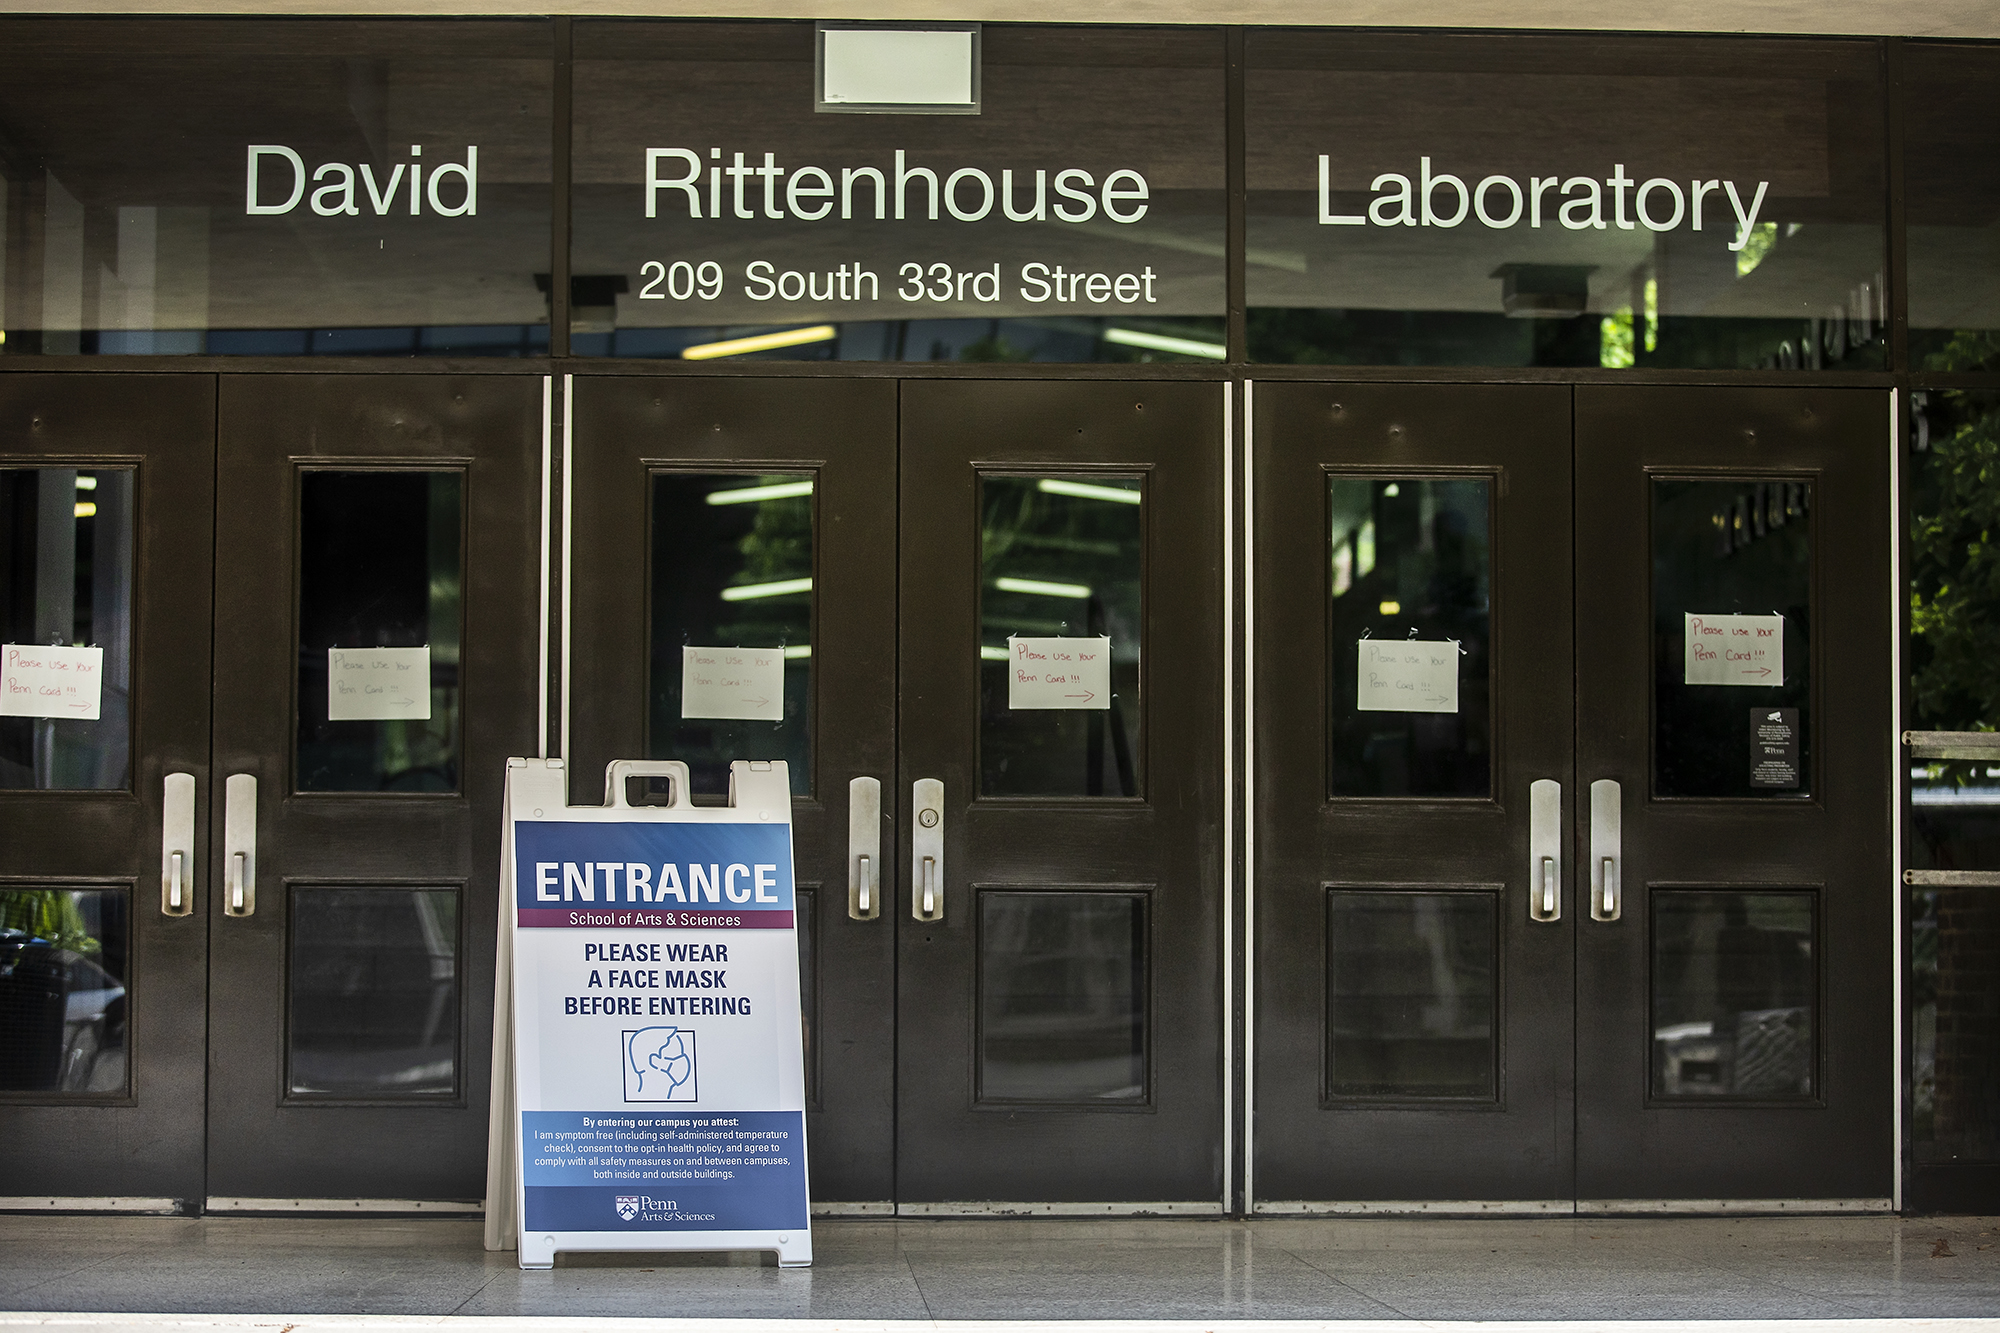 David Rittenhouse Laboratory
209 South 33rd Street
Please use your
Penn Card !!!
Please use your
Penn Card !!!
Please use your
Penn Card !!!
Please use your
Penn Card !!!
Please use your
Penn Card !!!
Please use your
Penn Card !!!
Penn
ENTRANCE
School of Arts & Sciences
PLEASE WEAR
A FACE MASK
BEFORE ENTERING
By entering our campus you attest:
I am symptom free (including self-administered temperature
check), consent to the opt-in health policy, and agree to
comply with all safety measures on and between campuses,
both inside and outside buildings.
Penn
Arts & Sciences